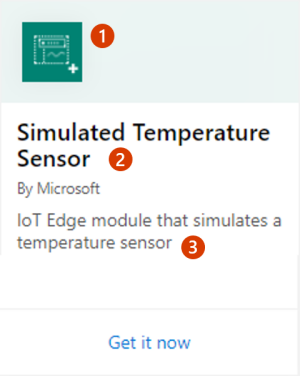 1
Simulated Temperature
Sensor 2
By Microsoft
IoT Edge module that simulates a
temperature sensor 3
Get it now